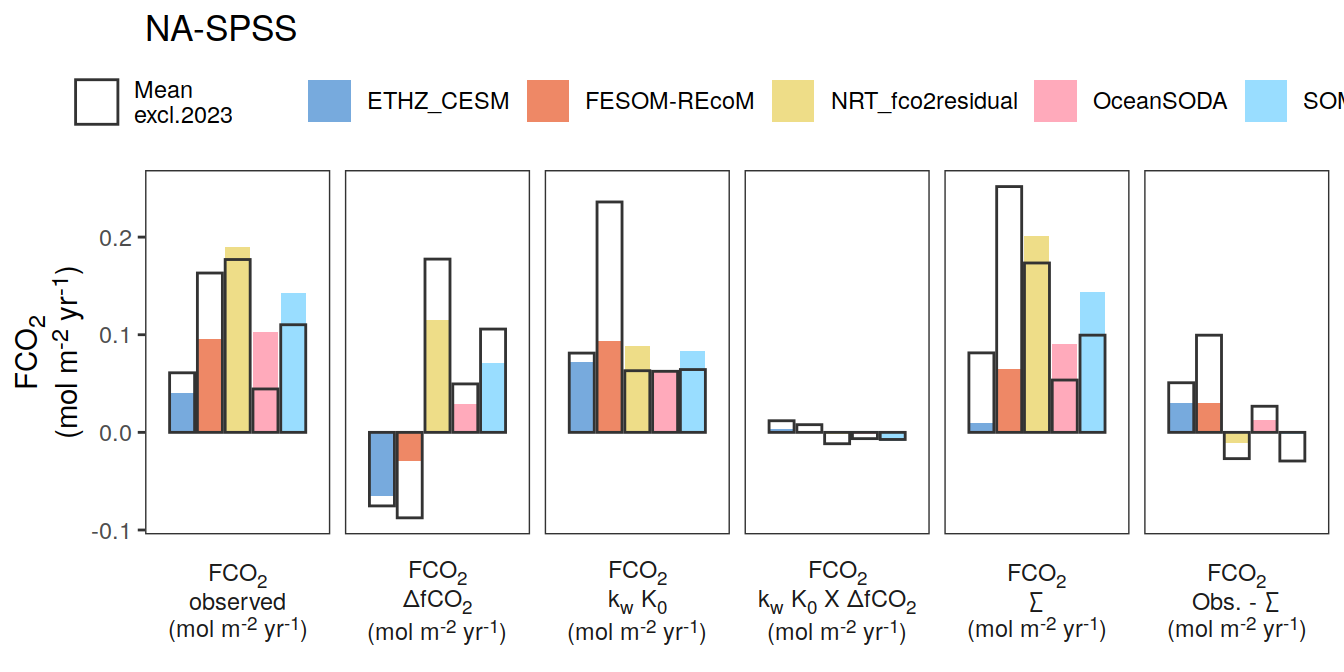 NA-SPSS
Mean
excl.2023
ETHZ_CESM
FESOM-REcoM
NRT_fco2residual
OceanSODA
SOM
FCO₂
(mol m⁻² yr⁻¹)
0.2
0.1
0.0
-0.1
FCO₂
observed
(mol m⁻² yr⁻¹)
FCO₂
ΔfCO₂
(mol m⁻² yr⁻¹)
FCO₂
k_w K₀
(mol m⁻² yr⁻¹)
FCO₂
k_w K₀ X ΔfCO₂
(mol m⁻² yr⁻¹)
FCO₂
Σ
(mol m⁻² yr⁻¹)
FCO₂
Obs. - Σ
(mol m⁻² yr⁻¹)